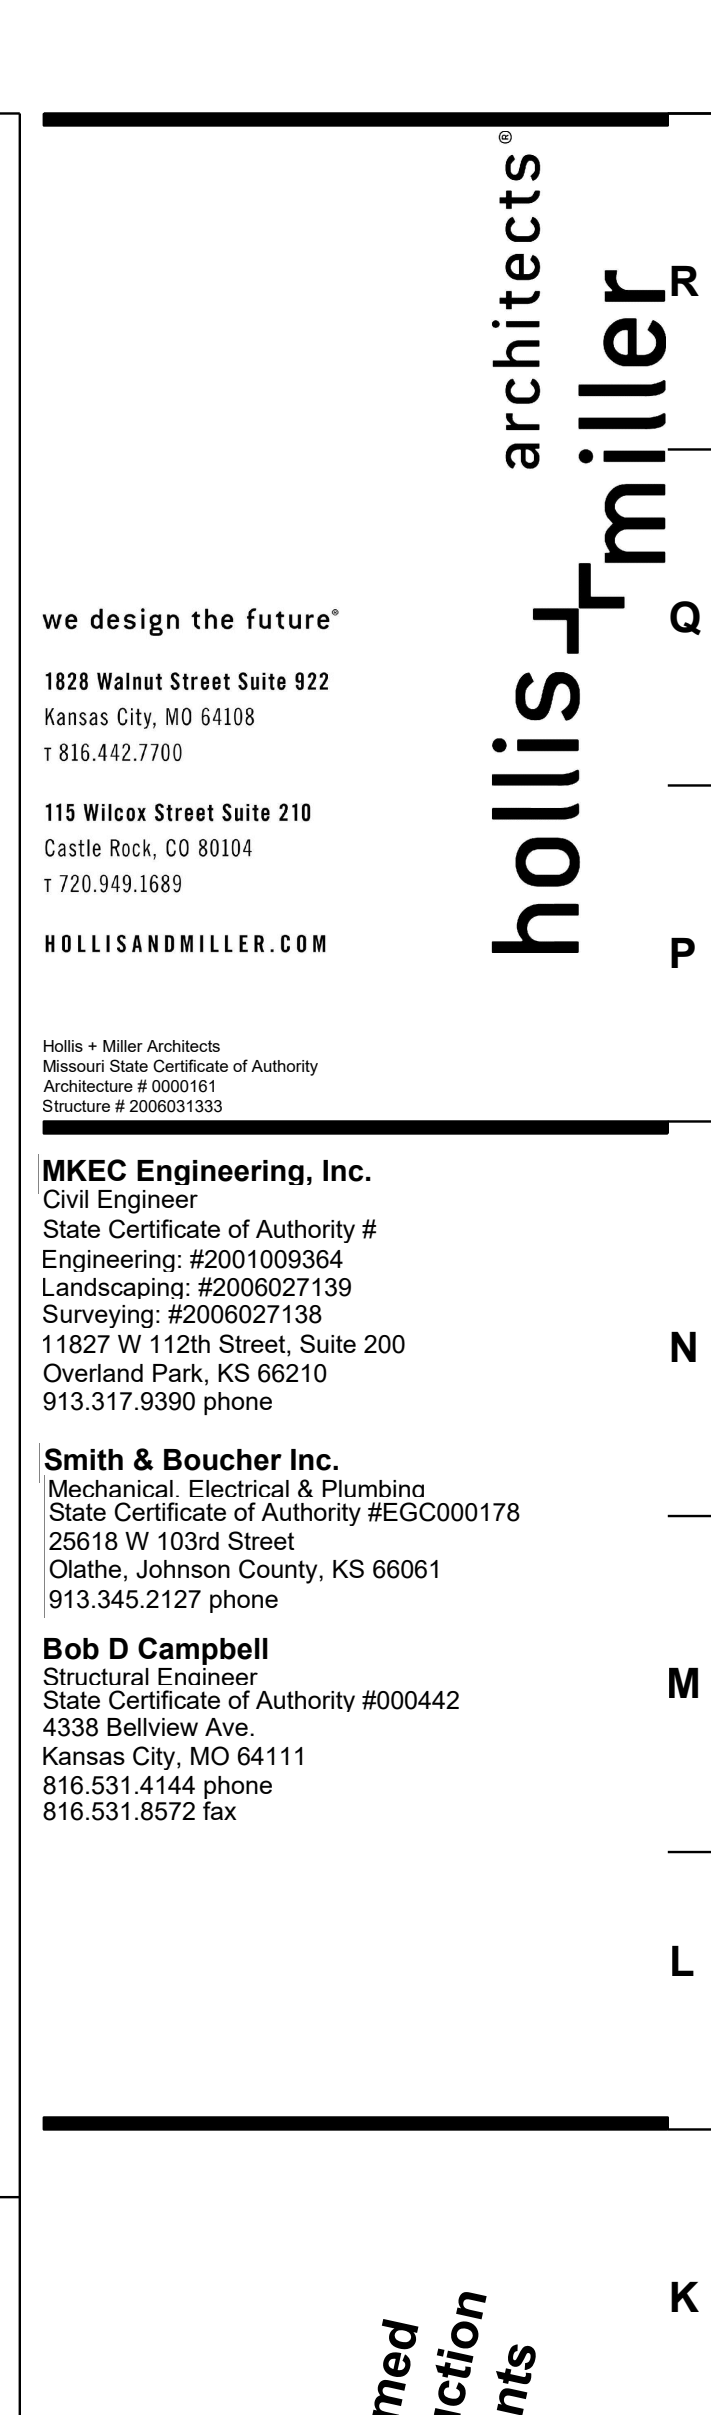 architects®
hollis + miller
we design the future®
1828 Walnut Street Suite 922
Kansas City, MO 64108
T 816.442.7700
115 Wilcox Street Suite 210
Castle Rock, CO 80104
T 720.949.1689
HOLLISANDMILLER.COM
Hollis + Miller Architects
Missouri State Certificate of Authority
Architecture # 0000161
Structure # 2006031333
MKEC Engineering, Inc.
Civil Engineer
State Certificate of Authority #
Engineering: #2001009364
Landscaping: #2006027139
Surveying: #2006027138
11827 W 112th Street, Suite 200
Overland Park, KS 66210
913.317.9390 phone
Smith & Boucher Inc.
Mechanical, Electrical & Plumbing
State Certificate of Authority #EGC000178
25618 W 103rd Street
Olathe, Johnson County, KS 66061
913.345.2127 phone
Bob D Campbell
Structural Engineer
State Certificate of Authority #000442
4338 Bellview Ave.
Kansas City, MO 64111
816.531.4144 phone
816.531.8572 fax
R
Q
P
N
M
L
K